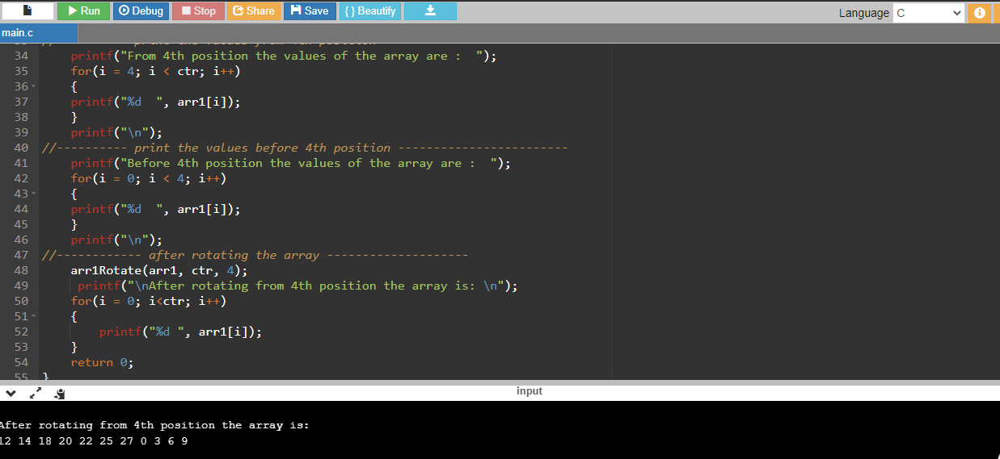 Run Debug Stop Share Save { } Beautify Language C
main.c
34 printf("From 4th position the values of the array are :  ");
35 for(i = 4; i < ctr; i++)
36 {
37 printf("%d  ", arr1[i]);
38 }
39 printf("\n");
40 //---------- print the values before 4th position ------------------------
41 printf("Before 4th position the values of the array are :  ");
42 for(i = 0; i < 4; i++)
43 {
44 printf("%d  ", arr1[i]);
45 }
46 printf("\n");
47 //------------ after rotating the array --------------------
48 arr1Rotate(arr1, ctr, 4);
49 printf("\nAfter rotating from 4th position the array is: \n");
50 for(i = 0; i<ctr; i++)
51 {
52 printf("%d ", arr1[i]);
53 }
54 return 0;
55 }
input
After rotating from 4th position the array is:
12 14 18 20 22 25 27 0 3 6 9